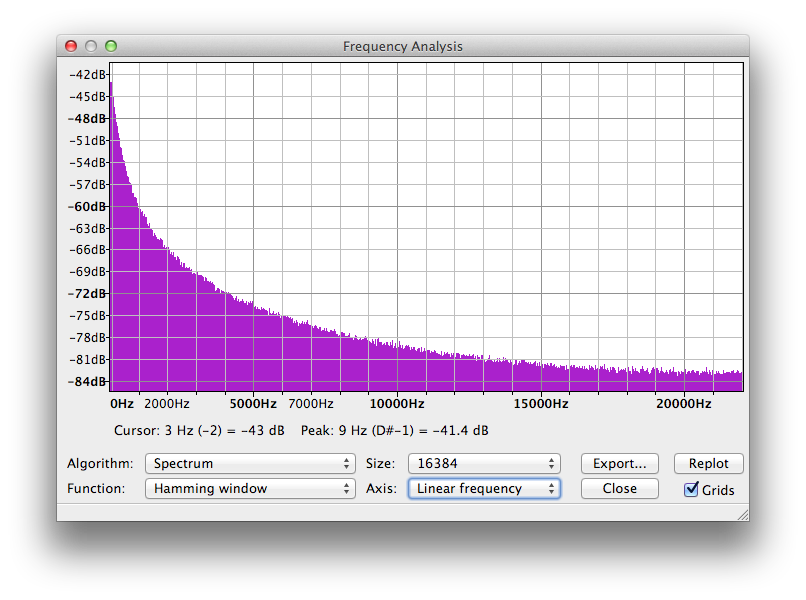 Frequency Analysis
-42dB
-45dB
-48dB
-51dB
-54dB
-57dB
-60dB
-63dB
-66dB
-69dB
-72dB
-75dB
-78dB
-81dB
-84dB
0Hz 2000Hz 5000Hz 7000Hz 10000Hz 15000Hz 20000Hz
Cursor: 3 Hz (-2) = -43 dB Peak: 9 Hz (D#-1) = -41.4 dB
Algorithm: Spectrum Size: 16384 Export... Replot
Function: Hamming window Axis: Linear frequency Close Grids